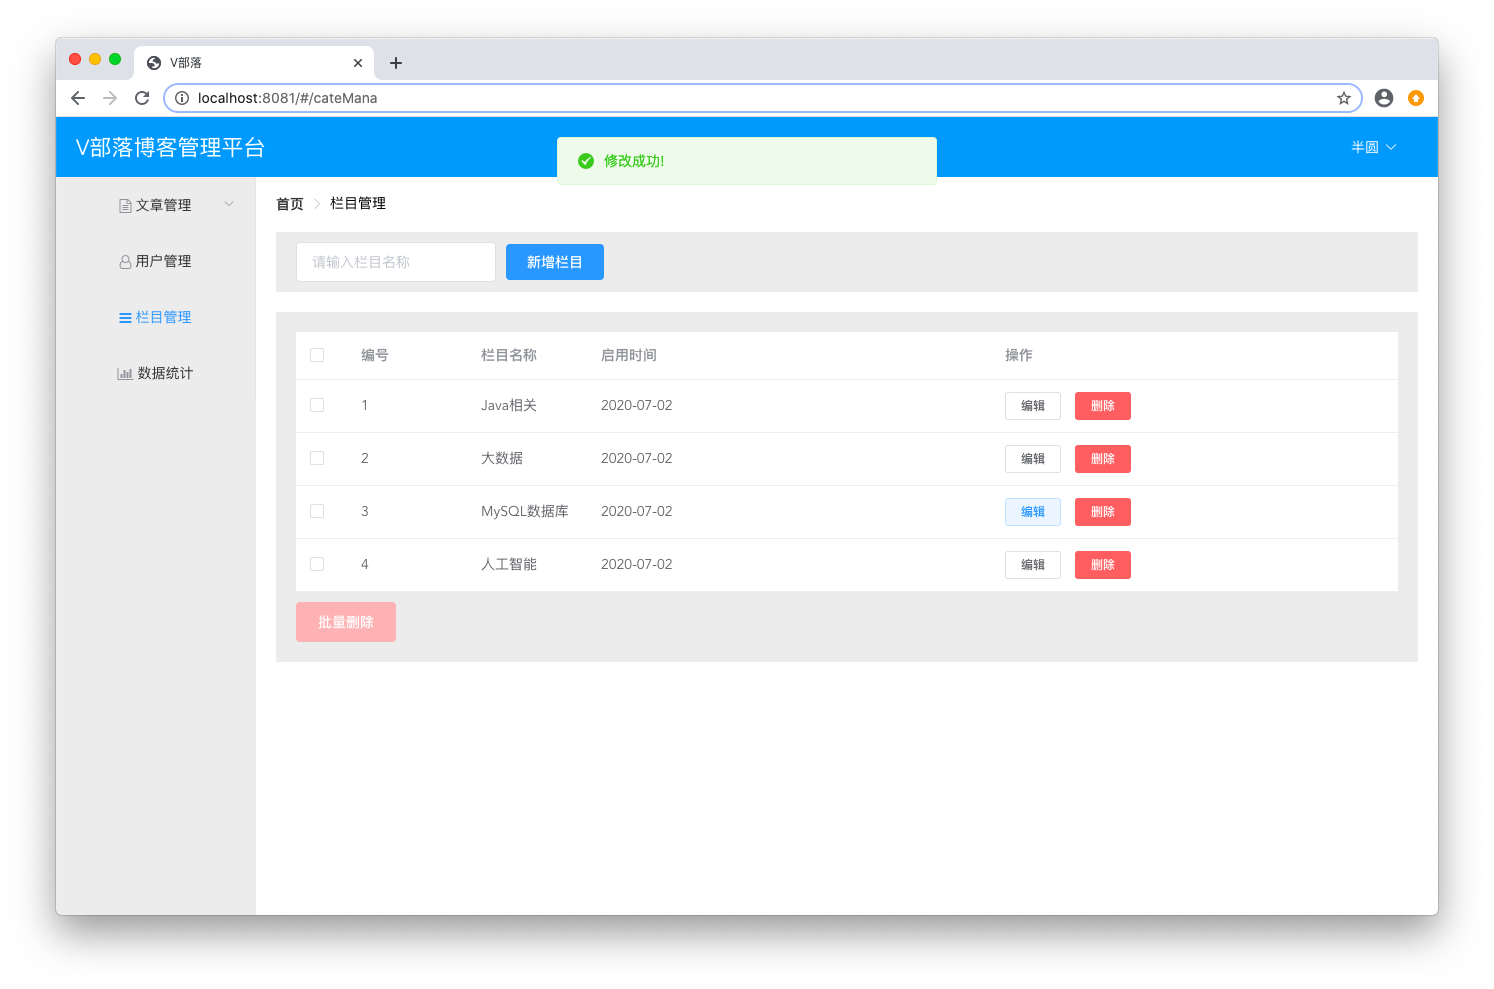 V部落
localhost:8081/#/cateMana
V部落博客管理平台
修改成功!
半圆
文章管理
用户管理
栏目管理
数据统计
首页 栏目管理
请输入栏目名称 新增栏目
编号 栏目名称 启用时间 操作
1 Java相关 2020-07-02 编辑 删除
2 大数据 2020-07-02 编辑 删除
3 MySQL数据库 2020-07-02 编辑 删除
4 人工智能 2020-07-02 编辑 删除
批量删除